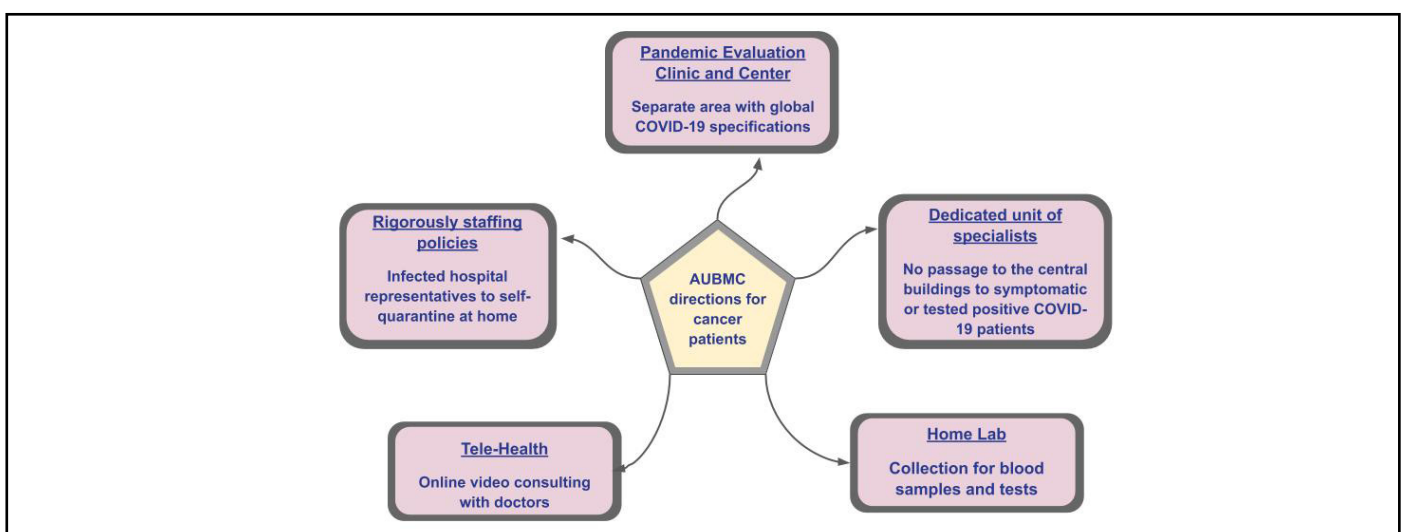 Pandemic Evaluation
Clinic and Center
Separate area with global
COVID-19 specifications
Rigorously staffing
policies
Infected hospital
representatives to self-
quarantine at home
Dedicated unit of
specialists
No passage to the central
buildings to symptomatic
or tested positive COVID-
19 patients
AUBMC
directions for
cancer
patients
Tele-Health
Online video consulting
with doctors
Home Lab
Collection for blood
samples and tests